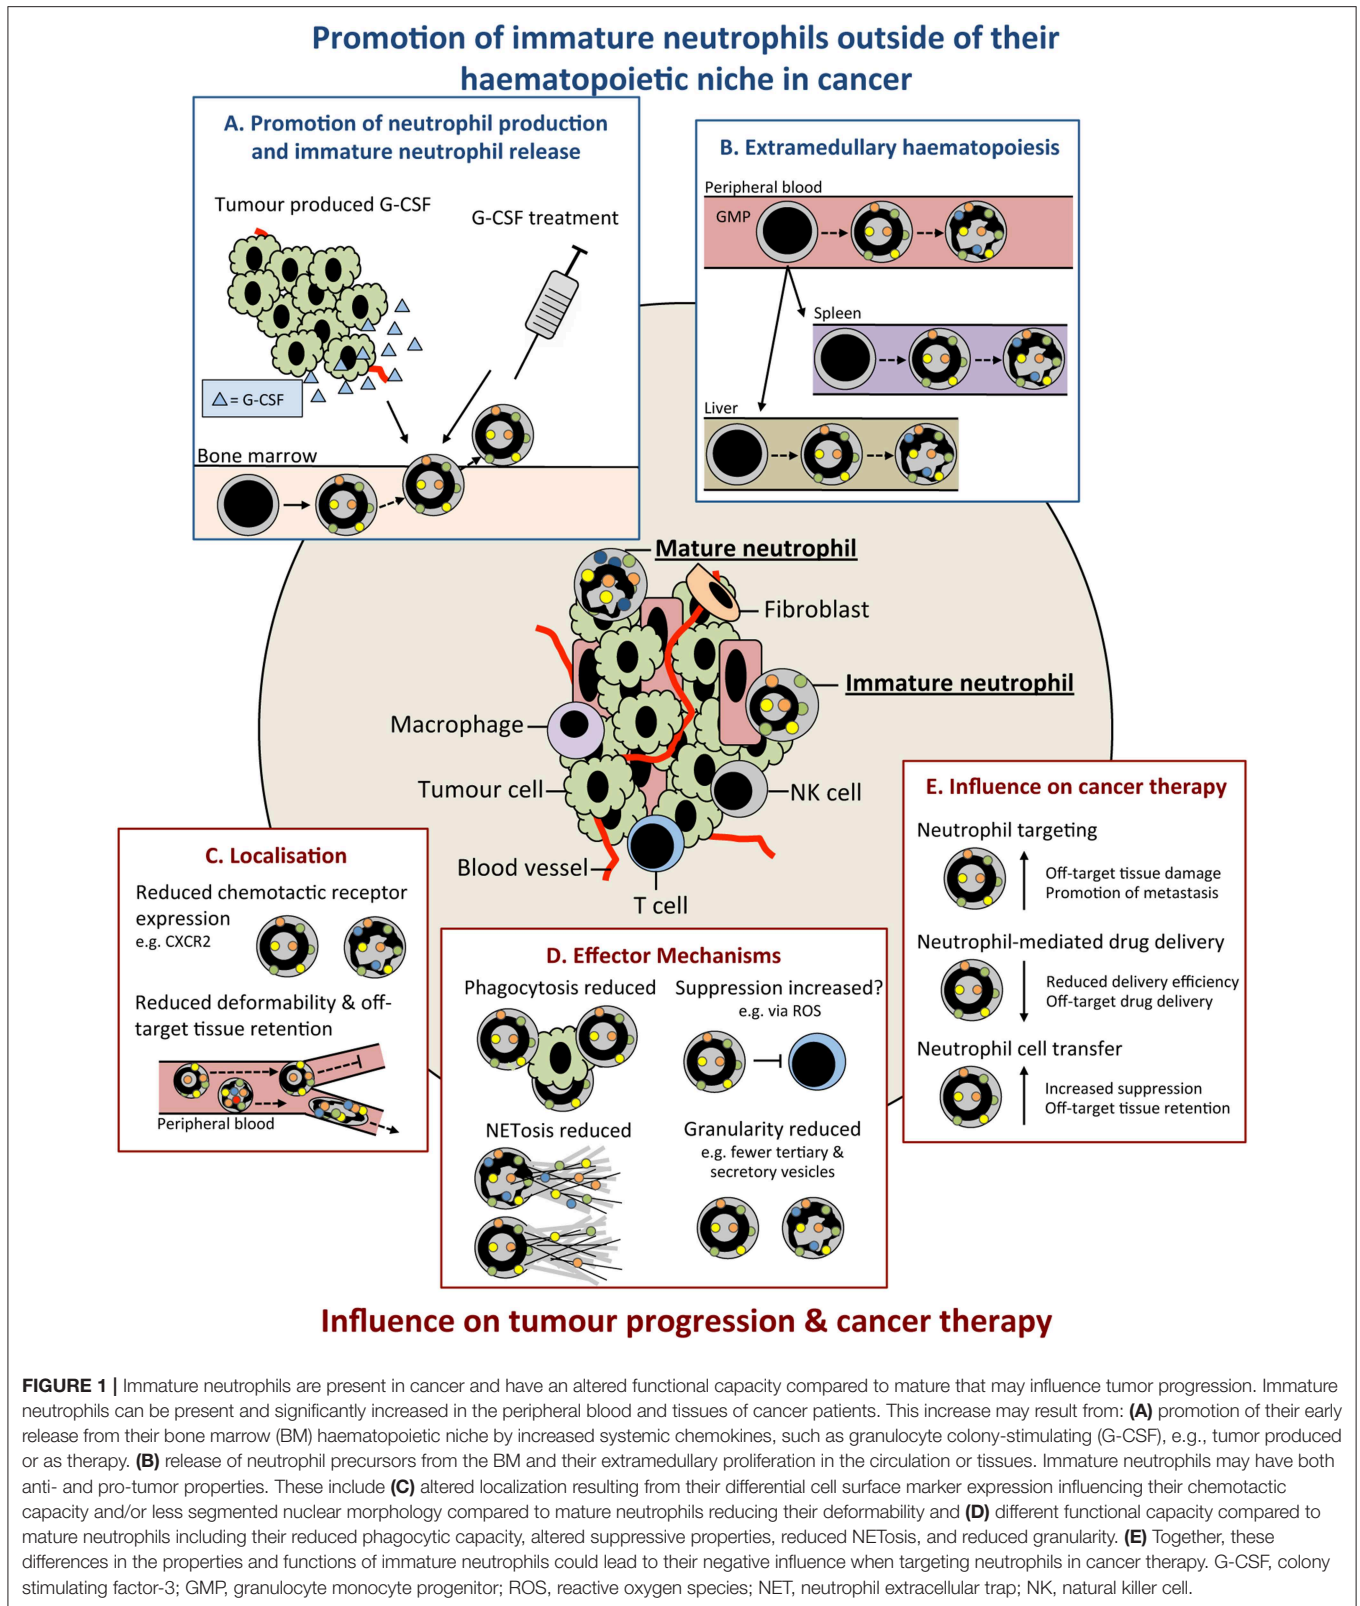 Promotion of immature neutrophils outside of their
haematopoietic niche in cancer
A. Promotion of neutrophil production
and immature neutrophil release
Tumour produced G-CSF
G-CSF treatment
= G-CSF
Bone marrow
B. Extramedullary haematopoiesis
Peripheral blood
GMP
Spleen
Liver
Mature neutrophil
Fibroblast
Immature neutrophil
Macrophage
Tumour cell
NK cell
Blood vessel
T cell
C. Localisation
Reduced chemotactic receptor
expression
e.g. CXCR2
Reduced deformability & off-
target tissue retention
Peripheral blood
D. Effector Mechanisms
Phagocytosis reduced
Suppression increased?
e.g. via ROS
NETosis reduced
Granularity reduced
e.g. fewer tertiary &
secretory vesicles
E. Influence on cancer therapy
Neutrophil targeting
Off-target tissue damage
Promotion of metastasis
Neutrophil-mediated drug delivery
Reduced delivery efficiency
Off-target drug delivery
Neutrophil cell transfer
Increased suppression
Off-target tissue retention
Influence on tumour progression & cancer therapy
FIGURE 1 | Immature neutrophils are present in cancer and have an altered functional capacity compared to mature that may influence tumor progression. Immature
neutrophils can be present and significantly increased in the peripheral blood and tissues of cancer patients. This increase may result from: (A) promotion of their early
release from their bone marrow (BM) haematopoietic niche by increased systemic chemokines, such as granulocyte colony-stimulating (G-CSF), e.g., tumor produced
or as therapy. (B) release of neutrophil precursors from the BM and their extramedullary proliferation in the circulation or tissues. Immature neutrophils may have both
anti- and pro-tumor properties. These include (C) altered localization resulting from their differential cell surface marker expression influencing their chemotactic
capacity and/or less segmented nuclear morphology compared to mature neutrophils reducing their deformability and (D) different functional capacity compared to
mature neutrophils including their reduced phagocytic capacity, altered suppressive properties, reduced NETosis, and reduced granularity. (E) Together, these
differences in the properties and functions of immature neutrophils could lead to their negative influence when targeting neutrophils in cancer therapy. G-CSF, colony
stimulating factor-3; GMP, granulocyte monocyte progenitor; ROS, reactive oxygen species; NET, neutrophil extracellular trap; NK, natural killer cell.